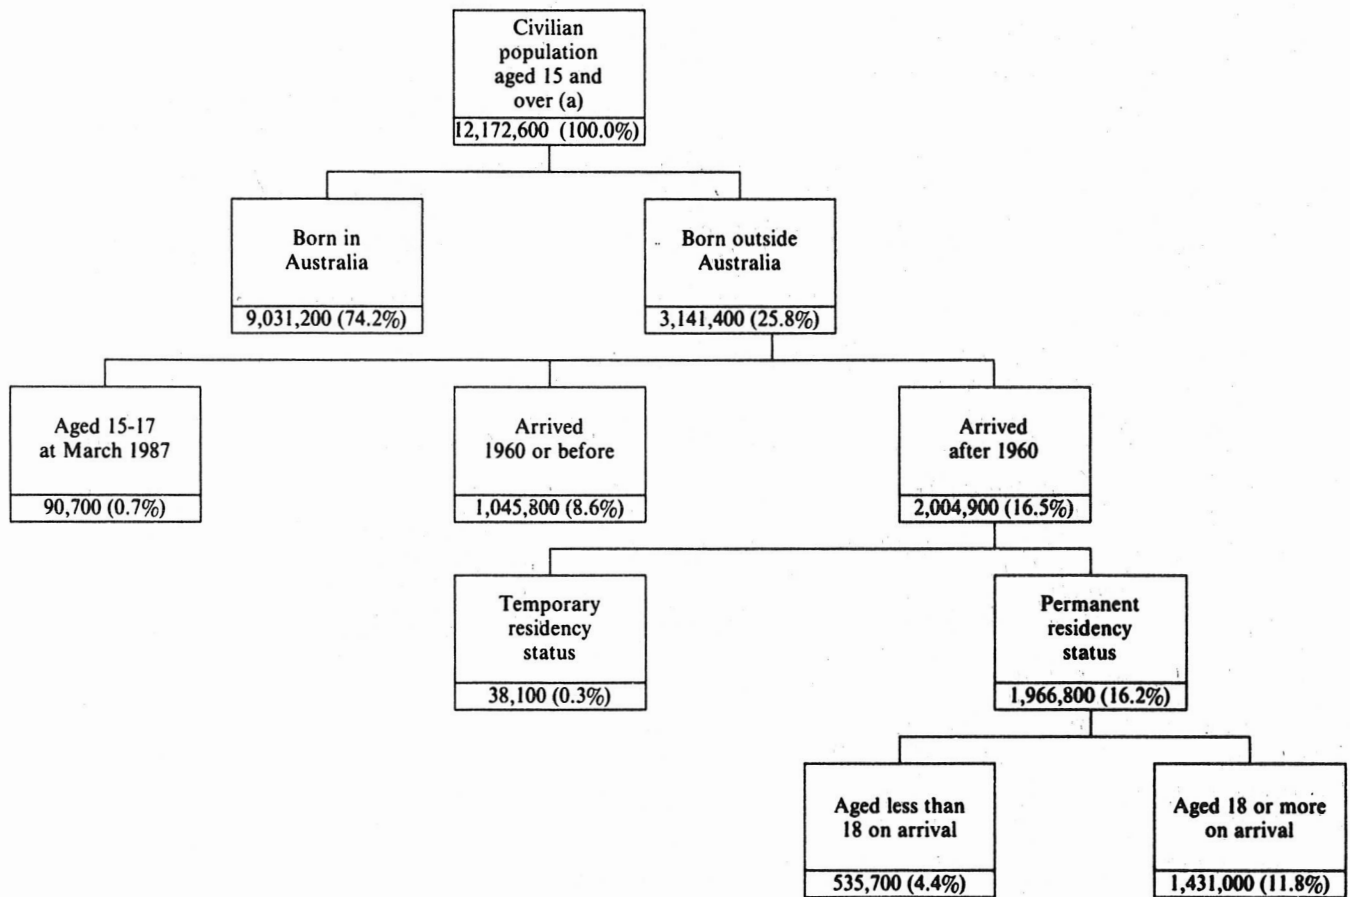 Civilian
population
aged 15 and
over (a)
12,172,600 (100.0%)
Born in
Australia
9,031,200 (74.2%)
Born outside
Australia
3,141,400 (25.8%)
Aged 15-17
at March 1987
90,700 (0.7%)
Arrived
1960 or before
1,045,800 (8.6%)
Arrived
after 1960
2,004,900 (16.5%)
Temporary
residency
status
38,100 (0.3%)
Permanent
residency
status
1,966,800 (16.2%)
Aged less than
18 on arrival
535,700 (4.4%)
Aged 18 or more
on arrival
1,431,000 (11.8%)